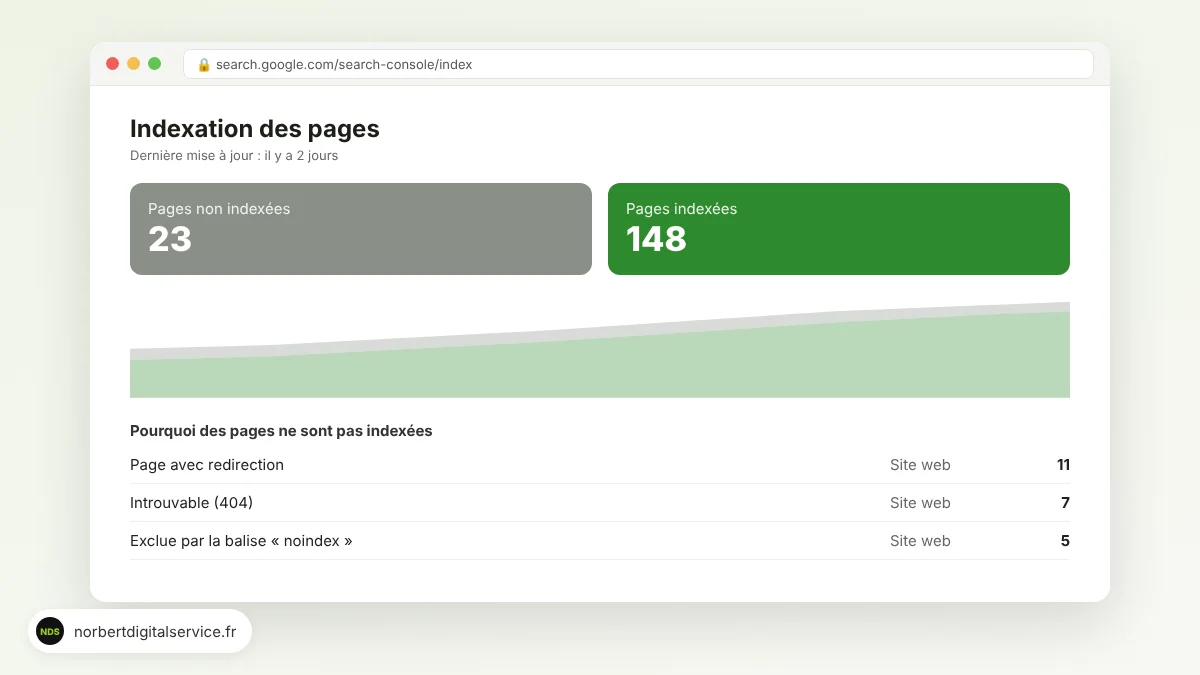 search.google.com/search-console/index
Indexation des pages
Dernière mise à jour : il y a 2 jours
Pages non indexées
23
Pages indexées
148
Pourquoi des pages ne sont pas indexées
Page avec redirection Site web 11
Introuvable (404) Site web 7
Exclue par la balise « noindex » Site web 5
NDS norbertdigitalservice.fr